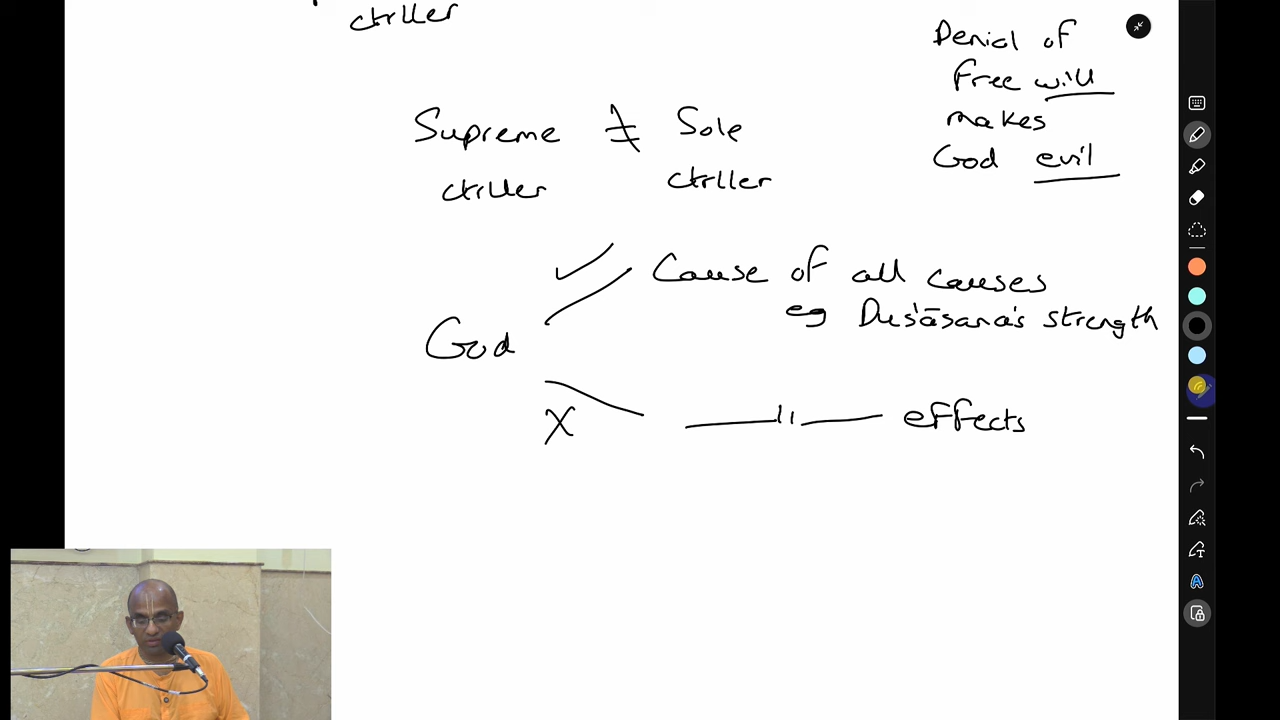 ctrller
Denial of
free will
makes
God evil
Supreme ≠ Sole
ctrller ctrller
✓ Cause of all causes
eg Duśāsana's strength
God
X —— 〃 —— effects